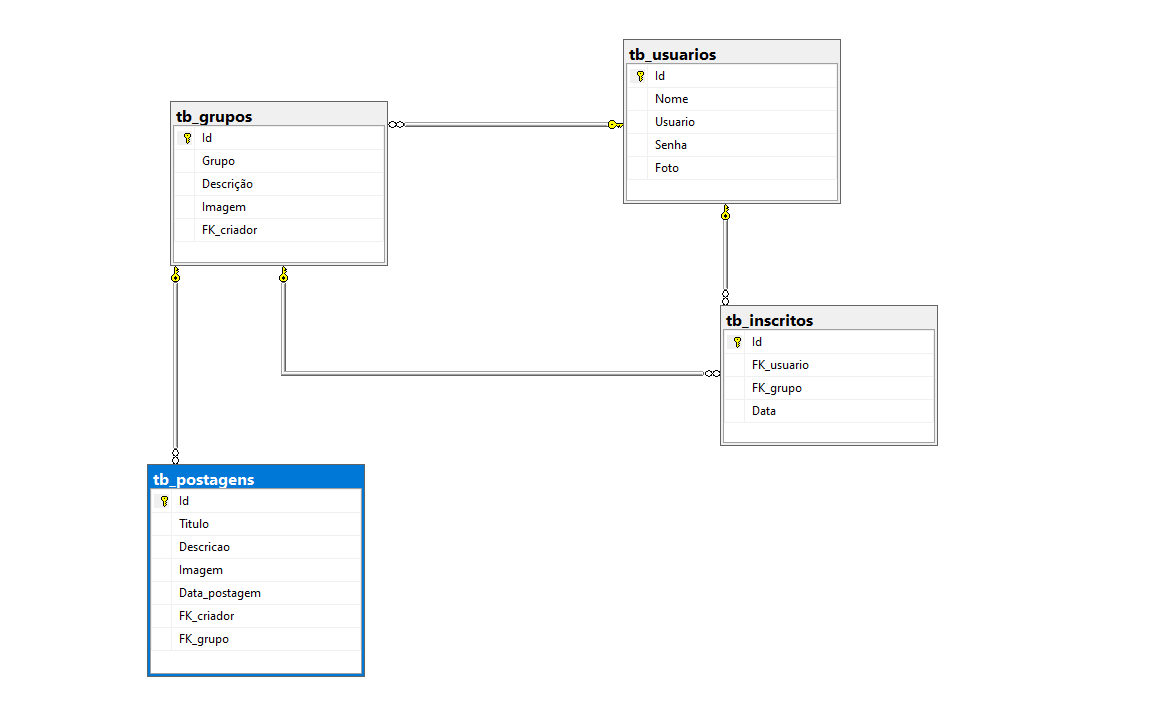 tb_usuarios
Id
Nome
Usuario
Senha
Foto
tb_grupos
Id
Grupo
Descrição
Imagem
FK_criador
tb_inscritos
Id
FK_usuario
FK_grupo
Data
tb_postagens
Id
Titulo
Descricao
Imagem
Data_postagem
FK_criador
FK_grupo